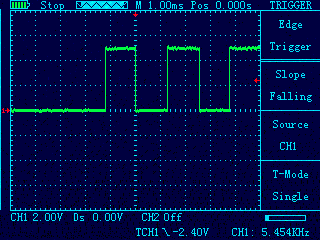 Stop M 1.00ms Pos 0.000s TRIGGER
Edge
Trigger
Slope
Falling
Source
CH1
T-Mode
Single
1
CH1 2.00V Ds 0.00V CH2 Off
TCH1 -2.40V CH1: 5.454KHz